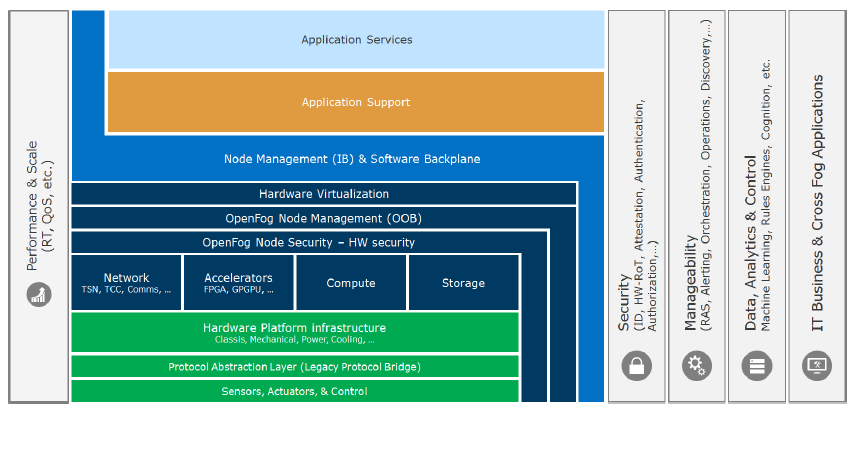 Performance & Scale
(RT, QoS, etc.)
Application Services
Application Support
Node Management (IB) & Software Backplane
Hardware Virtualization
OpenFog Node Management (OOB)
OpenFog Node Security – HW security
Network
TSN, TCC, Comms, ...
Accelerators
FPGA, GPGPU, ...
Compute
Storage
Hardware Platform infrastructure
Classis, Mechanical, Power, Cooling, ...
Protocol Abstraction Layer (Legacy Protocol Bridge)
Sensors, Actuators, & Control
Security
(ID, HW-RoT, Attestation, Authentication,
Authorization,...)
Manageability
(RAS, Alerting, Orchestration, Operations, Discovery,...)
Data, Analytics & Control
Machine Learning, Rules Engines, Cognition, etc.
IT Business & Cross Fog Applications